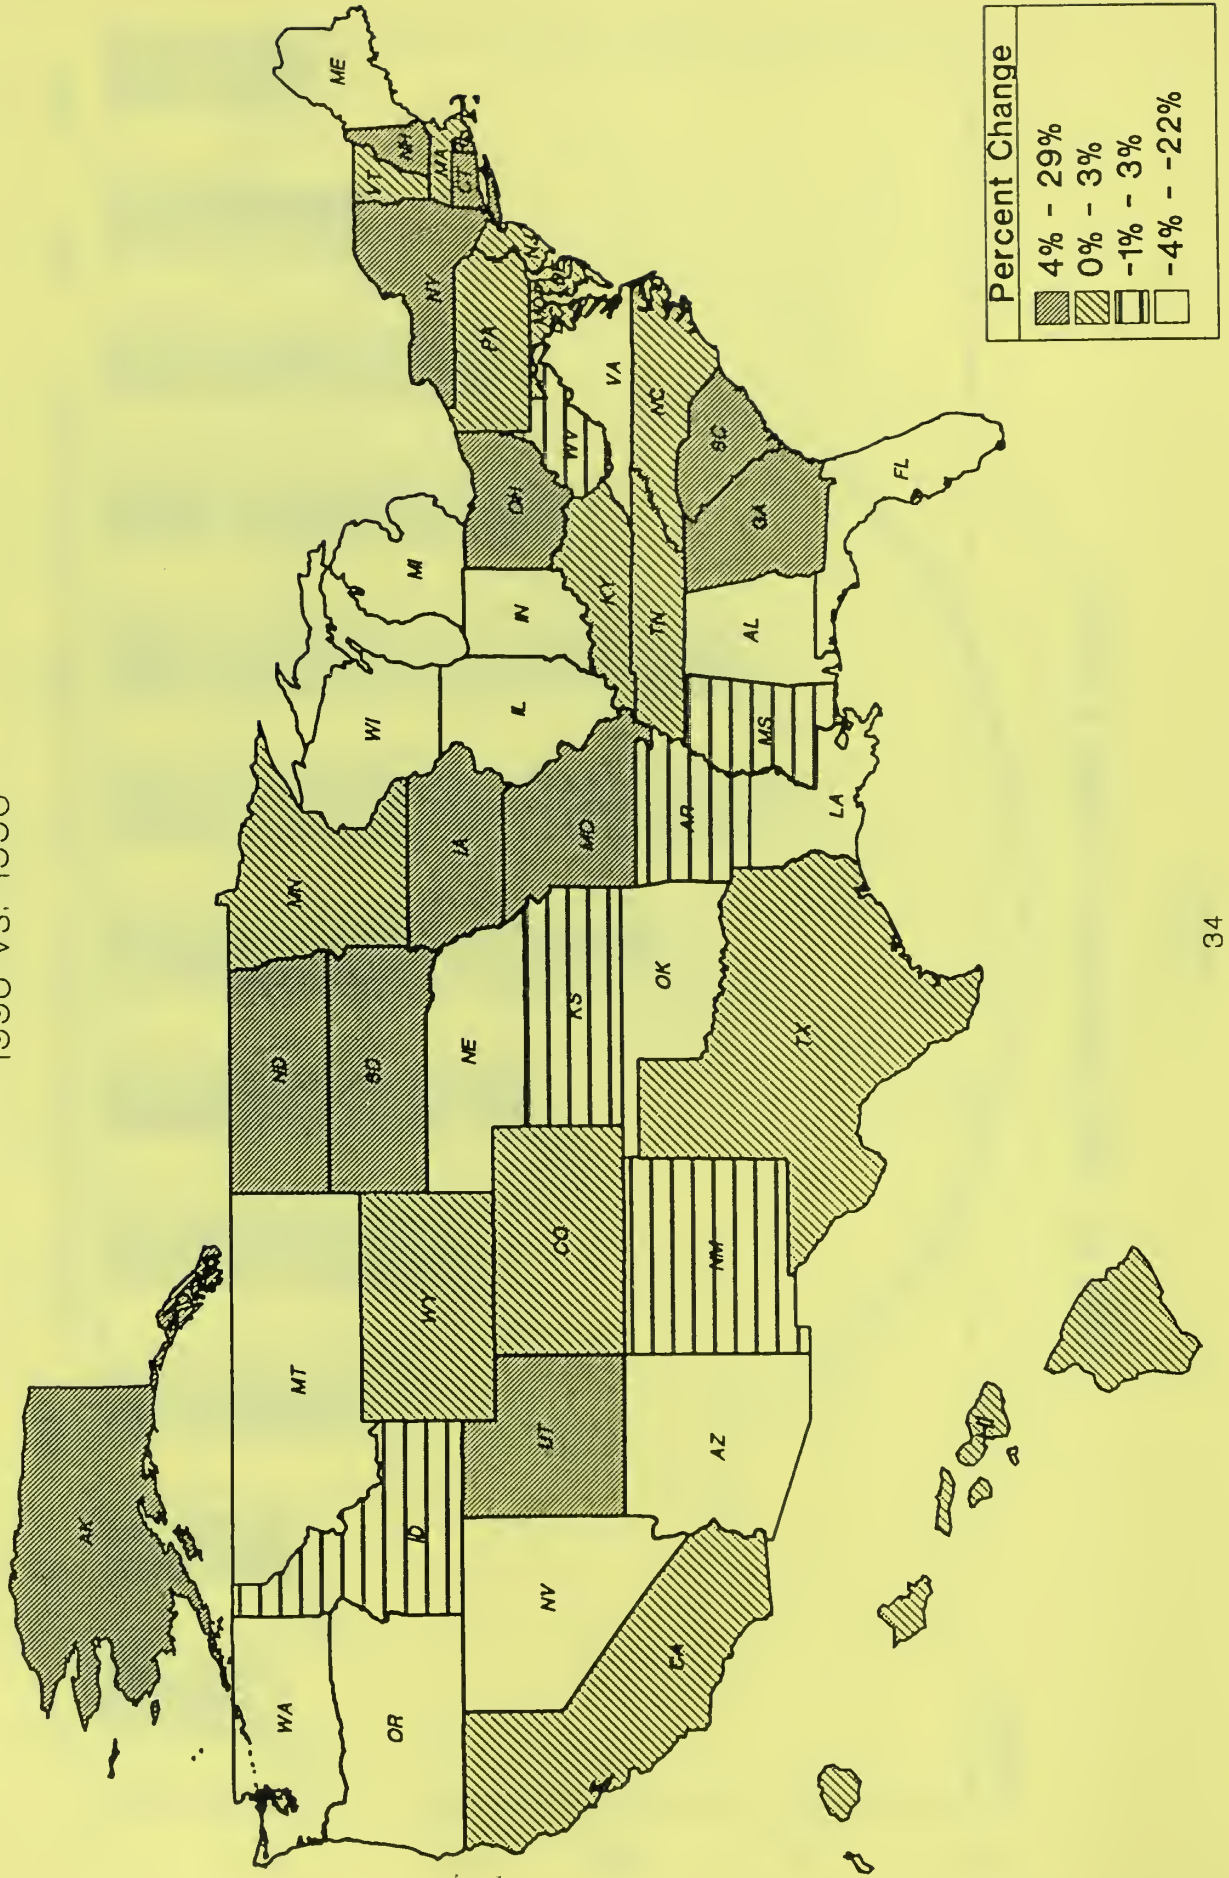 vs.
AK
WA
MT
ND
MN
ME
OR
ID
WY
SD
WI
MI
NY
VT
NH
MA
CT
NV
UT
CO
NE
IA
IL
IN
OH
PA
NJ
CA
AZ
NM
KS
OK
MO
KY
WV
VA
TX
AR
TN
NC
LA
MS
AL
GA
SC
FL
HI
Percent Change
4% - 29%
0% - 3%
-1% - 3%
-4% - -22%
34